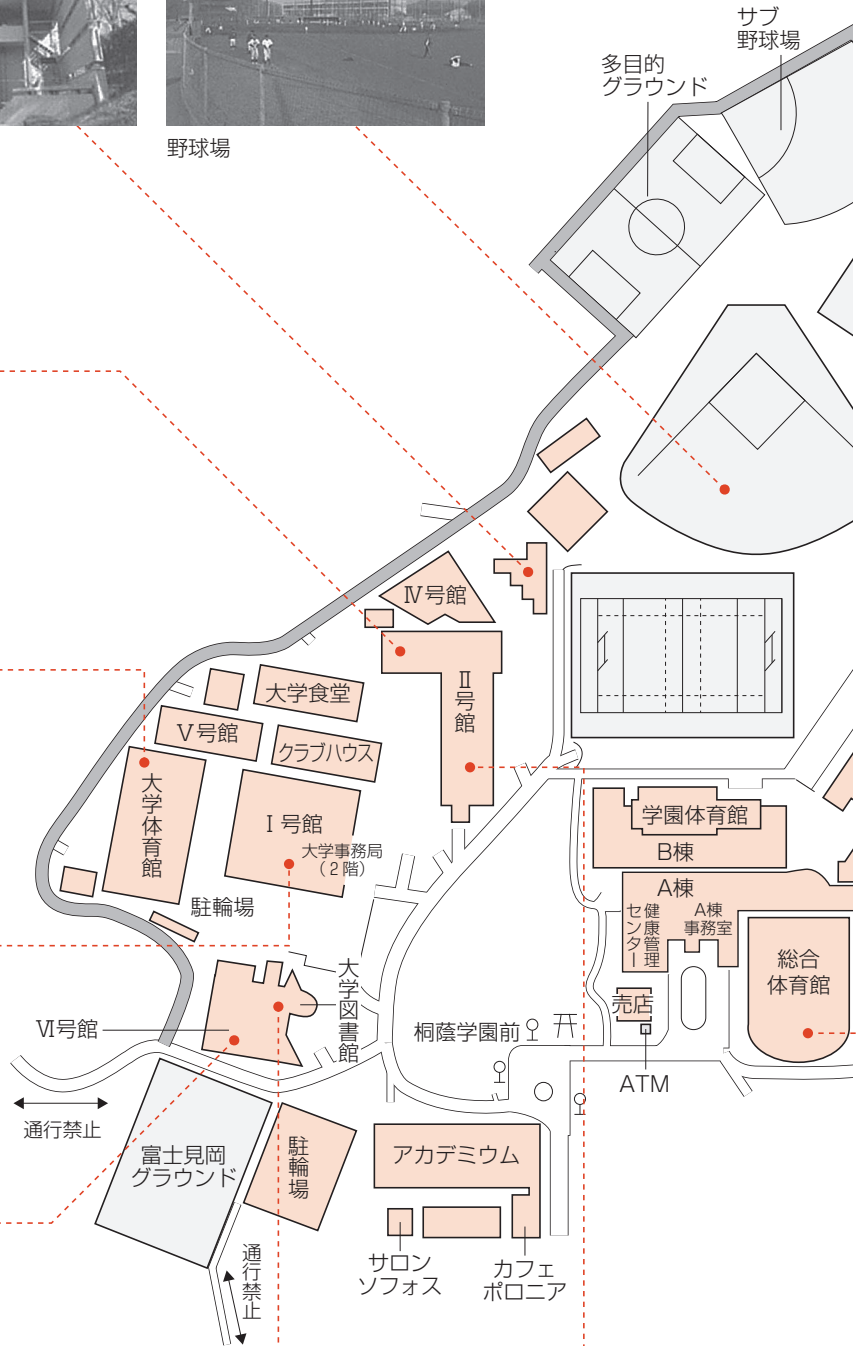 サブ
野球場
多目的
グラウンド
野球場
Ⅳ号館
Ⅱ号館
大学食堂
Ⅴ号館
クラブハウス
大学体育館
Ⅰ号館
大学事務局
（2階）
駐輪場
学園体育館
B棟
A棟
健康管理
センター
A棟
事務室
総合
体育館
大学図書館
売店
Ⅵ号館
桐蔭学園前
ATM
通行禁止
富士見岡
グラウンド
駐輪場
アカデミウム
通行禁止
サロン
ソフォス
カフェ
ポロニア